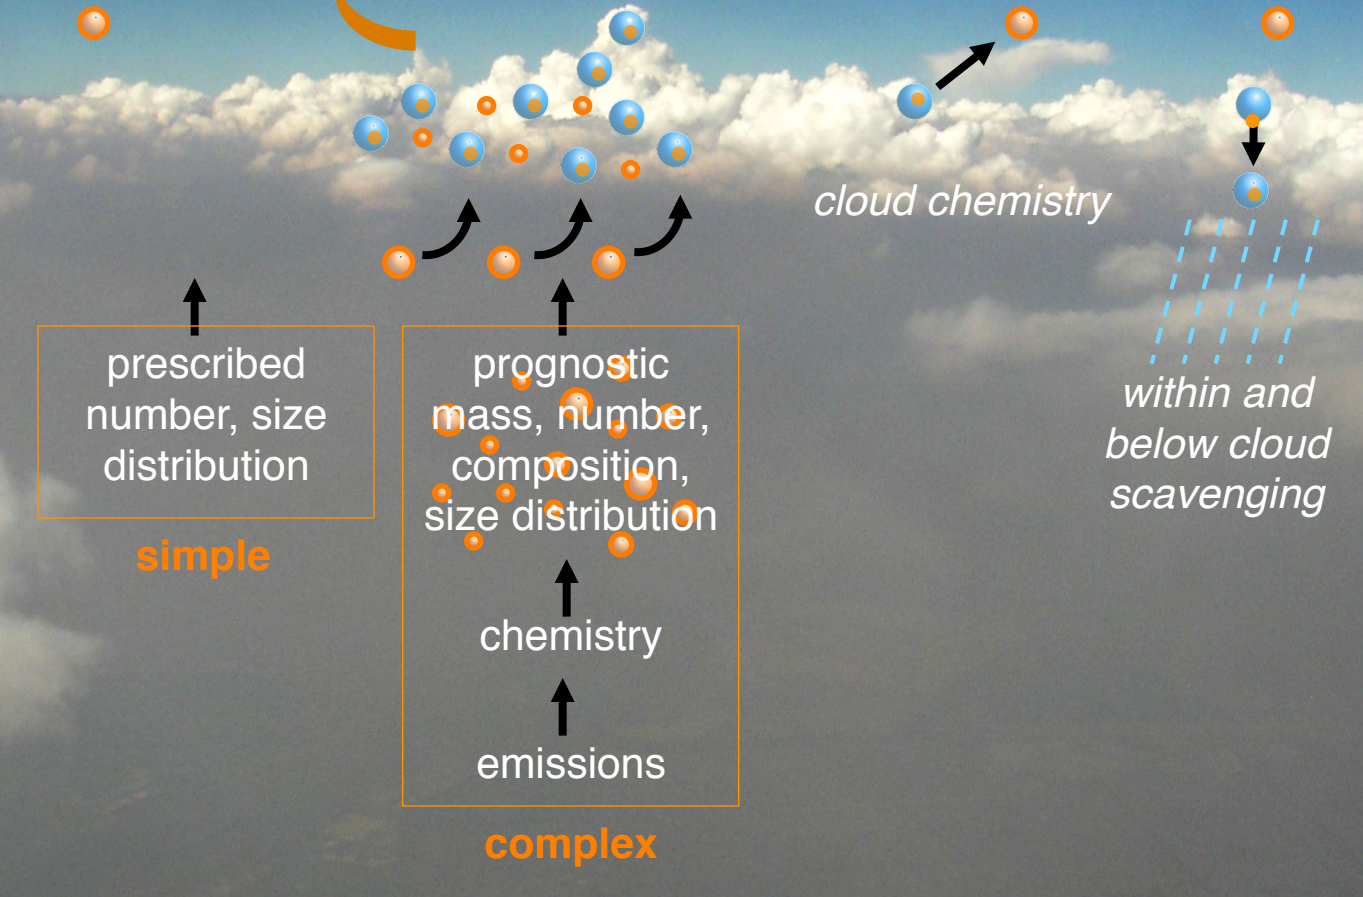 cloud chemistry
prescribed
number, size
distribution
simple
prognostic
mass, number,
composition,
size distribution
chemistry
emissions
complex
within and
below cloud
scavenging